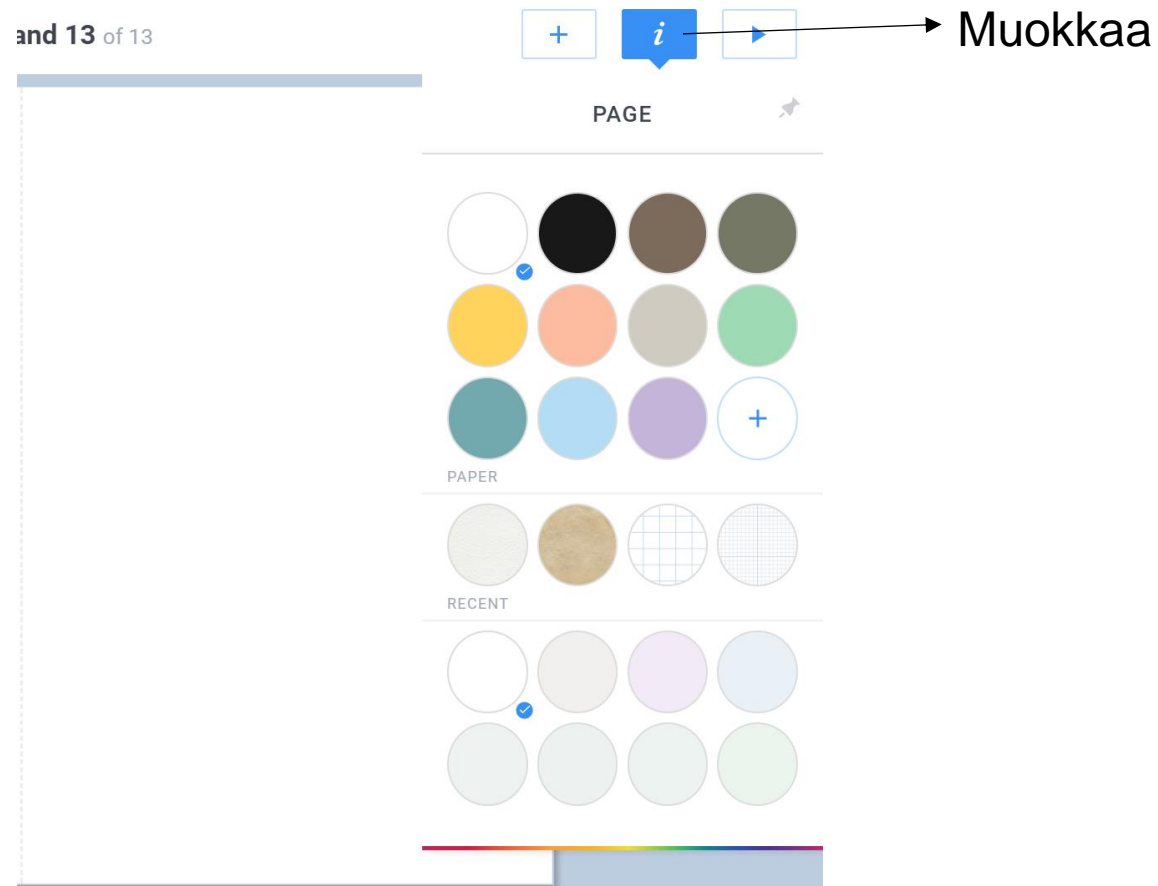 and 13 of 13
+
i
Muokkaa
PAGE
+
PAPER
RECENT